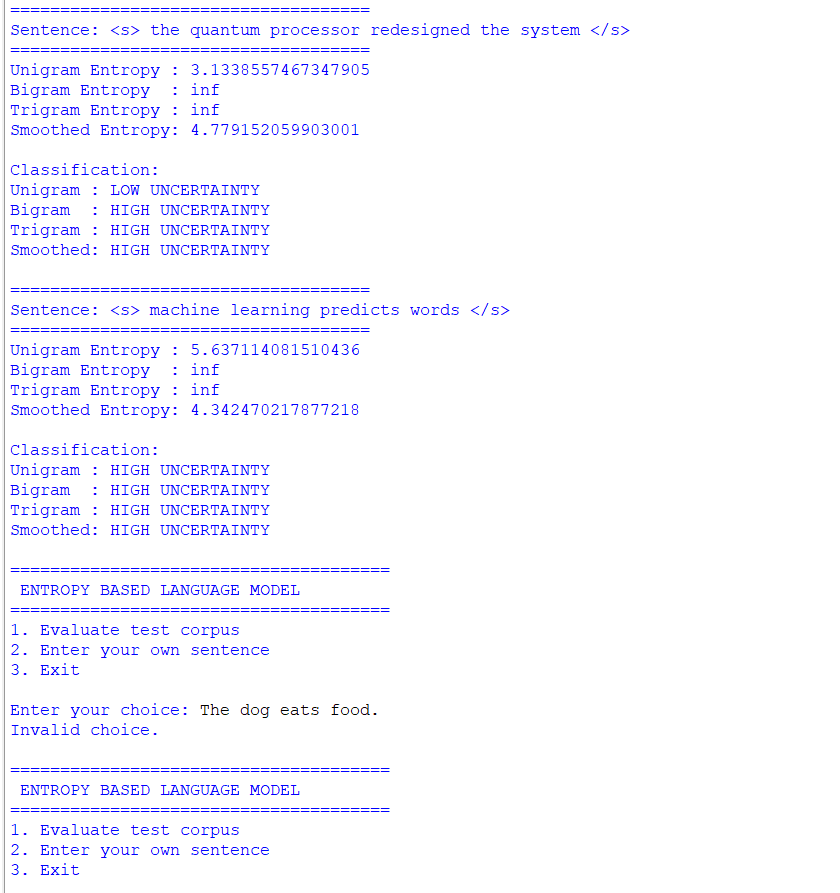 ====================================
Sentence: <s> the quantum processor redesigned the system </s>
====================================
Unigram Entropy : 3.1338557467347905
Bigram Entropy  : inf
Trigram Entropy : inf
Smoothed Entropy: 4.779152059903001

Classification:
Unigram : LOW UNCERTAINTY
Bigram  : HIGH UNCERTAINTY
Trigram : HIGH UNCERTAINTY
Smoothed: HIGH UNCERTAINTY

====================================
Sentence: <s> machine learning predicts words </s>
====================================
Unigram Entropy : 5.637114081510436
Bigram Entropy  : inf
Trigram Entropy : inf
Smoothed Entropy: 4.342470217877218

Classification:
Unigram : HIGH UNCERTAINTY
Bigram  : HIGH UNCERTAINTY
Trigram : HIGH UNCERTAINTY
Smoothed: HIGH UNCERTAINTY

======================================
 ENTROPY BASED LANGUAGE MODEL
======================================
1. Evaluate test corpus
2. Enter your own sentence
3. Exit

Enter your choice: The dog eats food.
Invalid choice.

======================================
 ENTROPY BASED LANGUAGE MODEL
======================================
1. Evaluate test corpus
2. Enter your own sentence
3. Exit